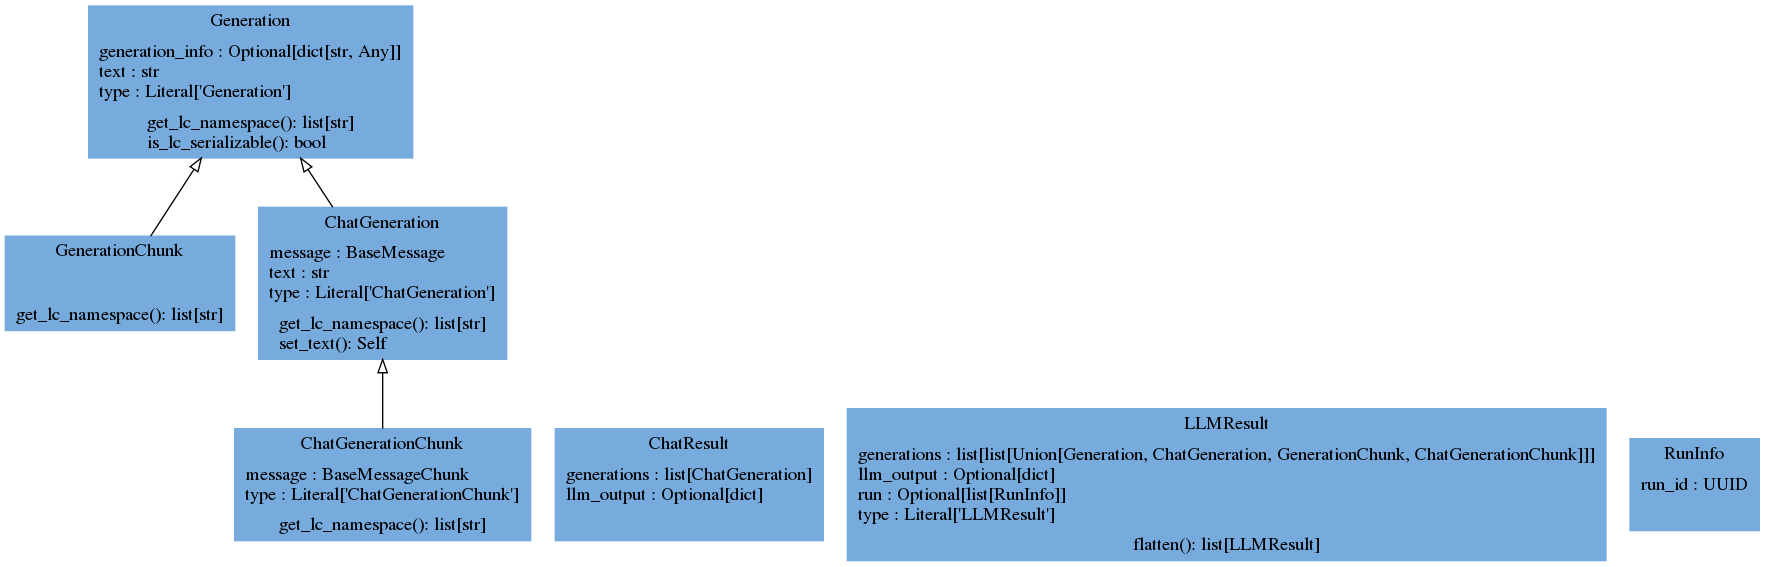 Generation
generation_info : Optional[dict[str, Any]]
text : str
type : Literal['Generation']
get_lc_namespace(): list[str]
is_lc_serializable(): bool
GenerationChunk
get_lc_namespace(): list[str]
ChatGeneration
message : BaseMessage
text : str
type : Literal['ChatGeneration']
get_lc_namespace(): list[str]
set_text(): Self
ChatGenerationChunk
message : BaseMessageChunk
type : Literal['ChatGenerationChunk']
get_lc_namespace(): list[str]
ChatResult
generations : list[ChatGeneration]
llm_output : Optional[dict]
LLMResult
generations : list[list[Union[Generation, ChatGeneration, GenerationChunk, ChatGenerationChunk]]]
llm_output : Optional[dict]
run : Optional[list[RunInfo]]
type : Literal['LLMResult']
flatten(): list[LLMResult]
RunInfo
run_id : UUID